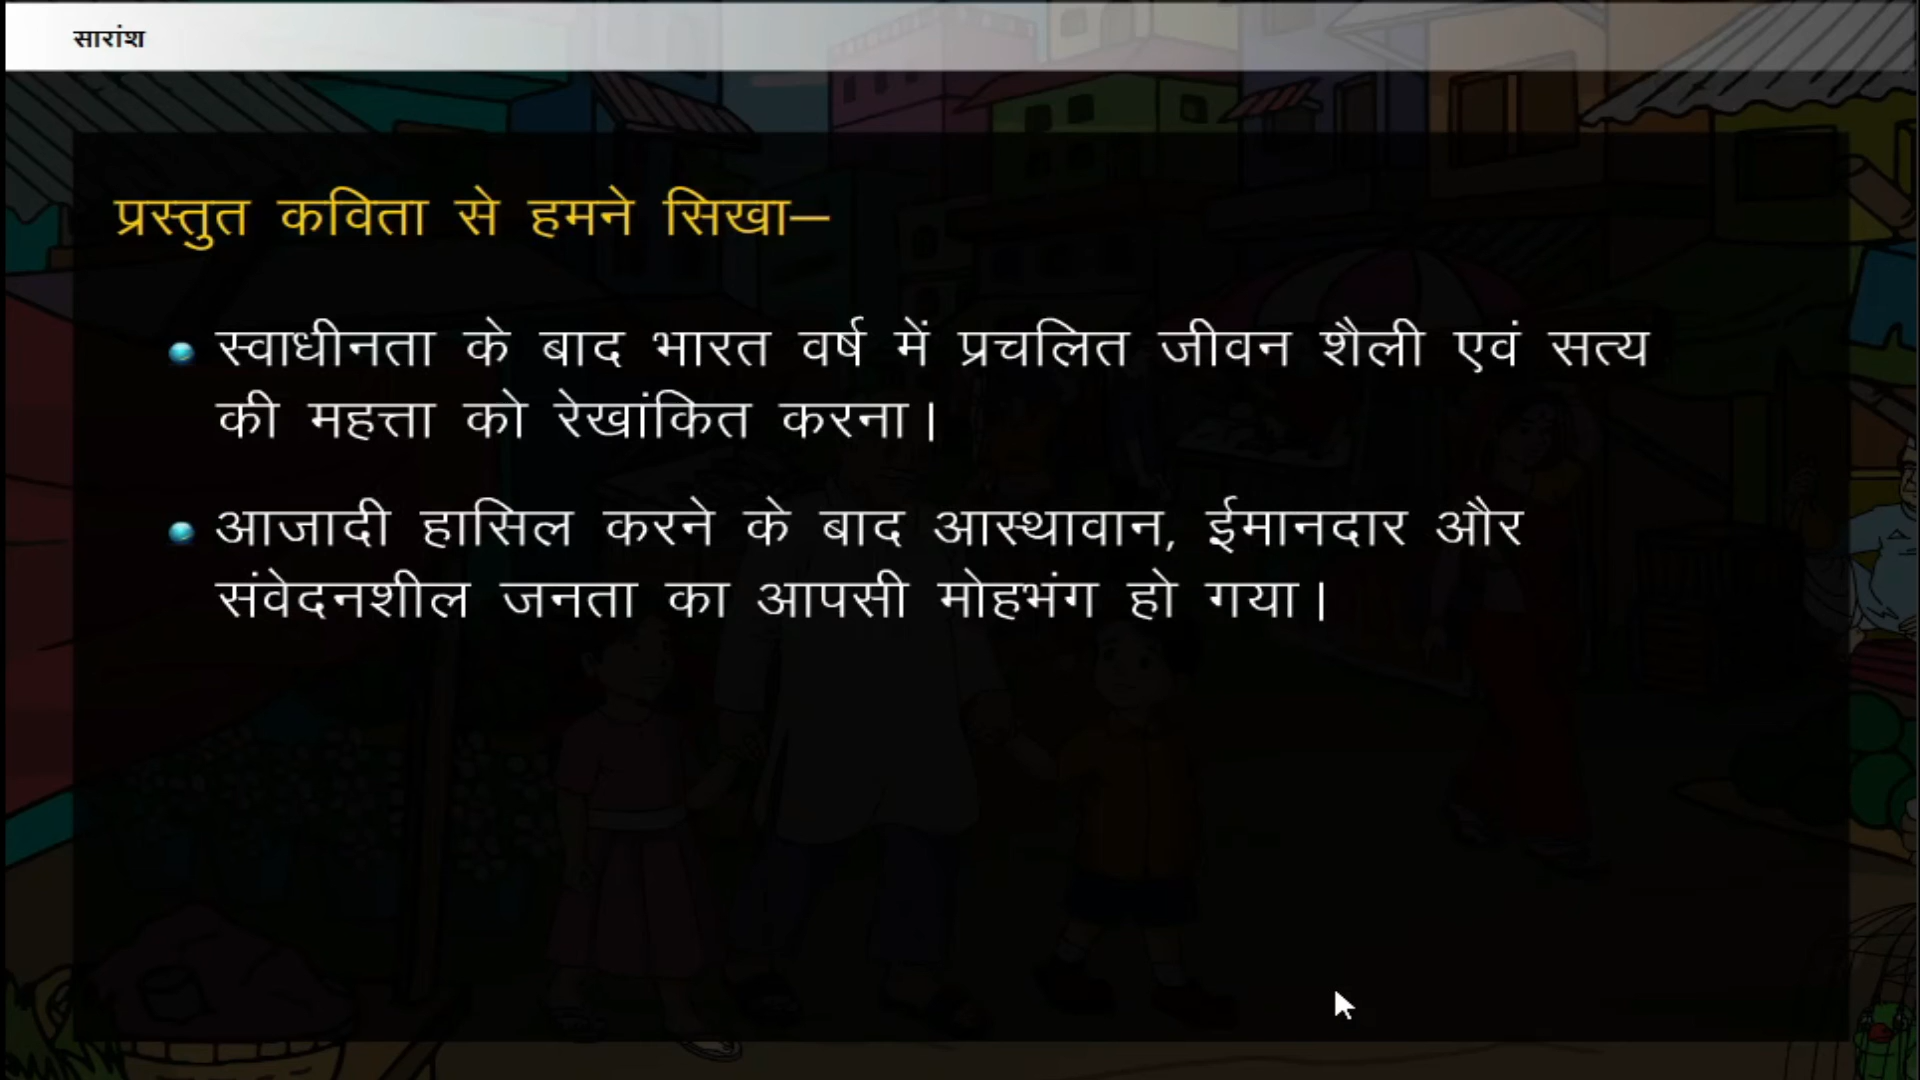 सारांश
प्रस्तुत कविता से हमने सिखा—
स्वाधीनता के बाद भारत वर्ष में प्रचलित जीवन शैली एवं सत्य
की महत्ता को रेखांकित करना।
आजादी हासिल करने के बाद आस्थावान, ईमानदार और
संवेदनशील जनता का आपसी मोहभंग हो गया।